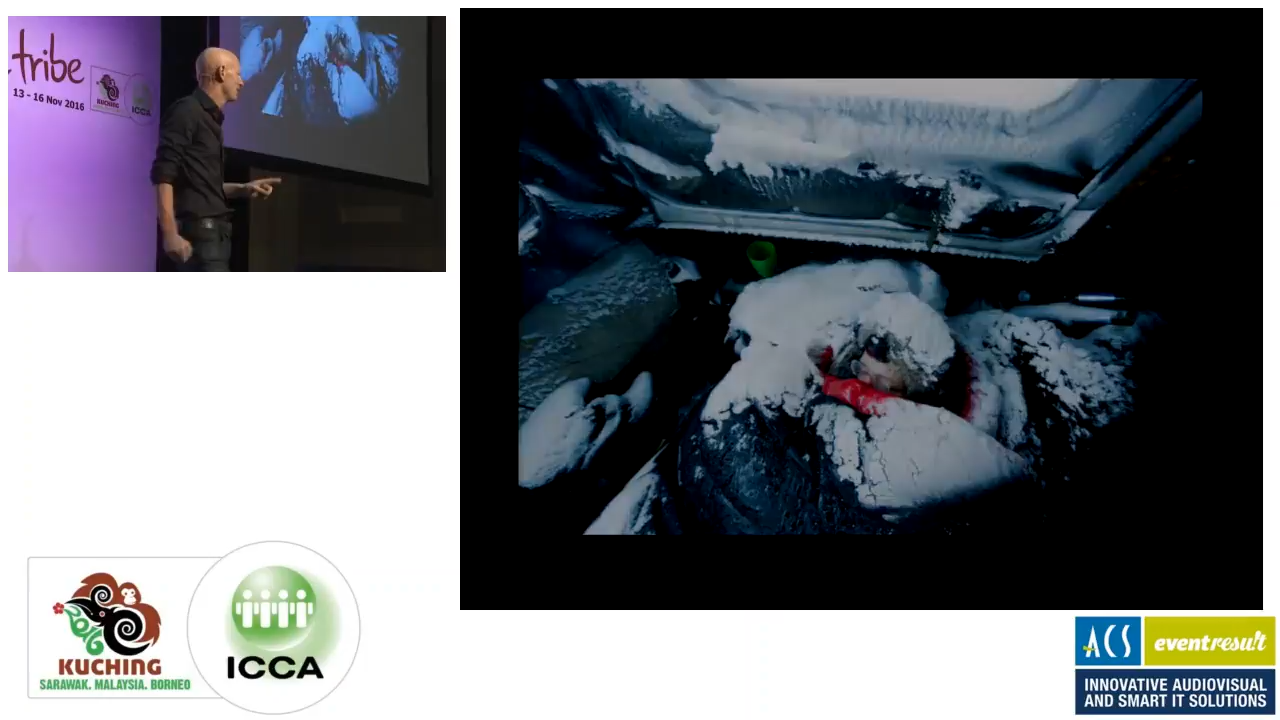 tribe
13 - 16 Nov 2016
KUCHING
ICCA
2016
KUCHING
SARAWAK. MALAYSIA. BORNEO
ICCA
ACS
eventresult
INNOVATIVE AUDIOVISUAL
AND SMART IT SOLUTIONS